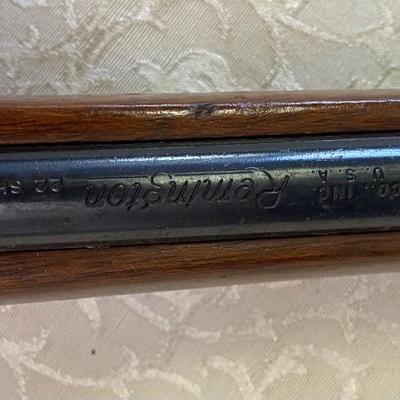 CO., INC.
U.S.A.
Remington
22